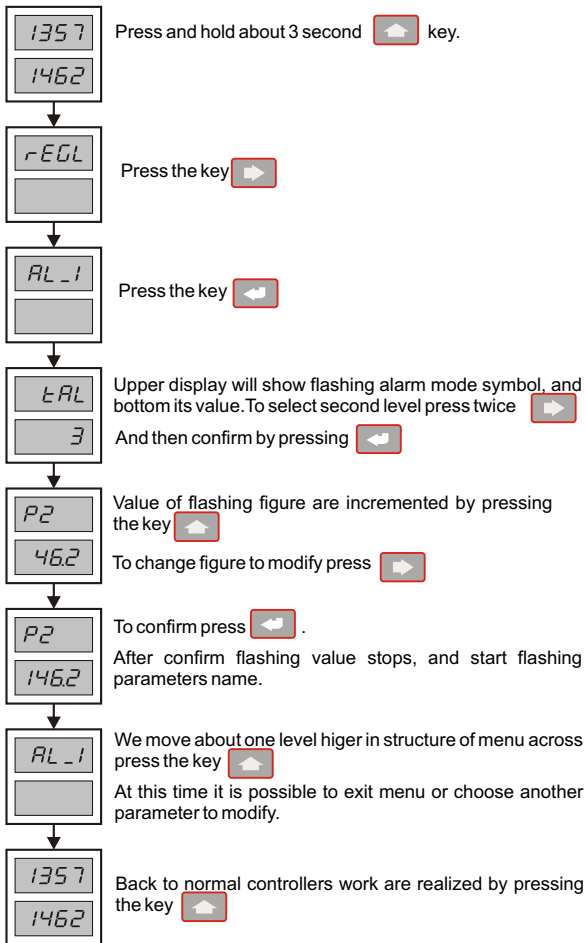 1357
Press and hold about 3 second key.
1462
rEGL
Press the key
AL_1
Press the key
tAL
Upper display will show flashing alarm mode symbol, and
bottom its value.To select second level press twice
3
And then confirm by pressing
P2
Value of flashing figure are incremented by pressing
the key
46.2
To change figure to modify press
P2
To confirm press .
146.2
After confirm flashing value stops, and start flashing
parameters name.
AL_1
We move about one level higer in structure of menu across
press the key
At this time it is possible to exit menu or choose another
parameter to modify.
1357
1462
Back to normal controllers work are realized by pressing
the key